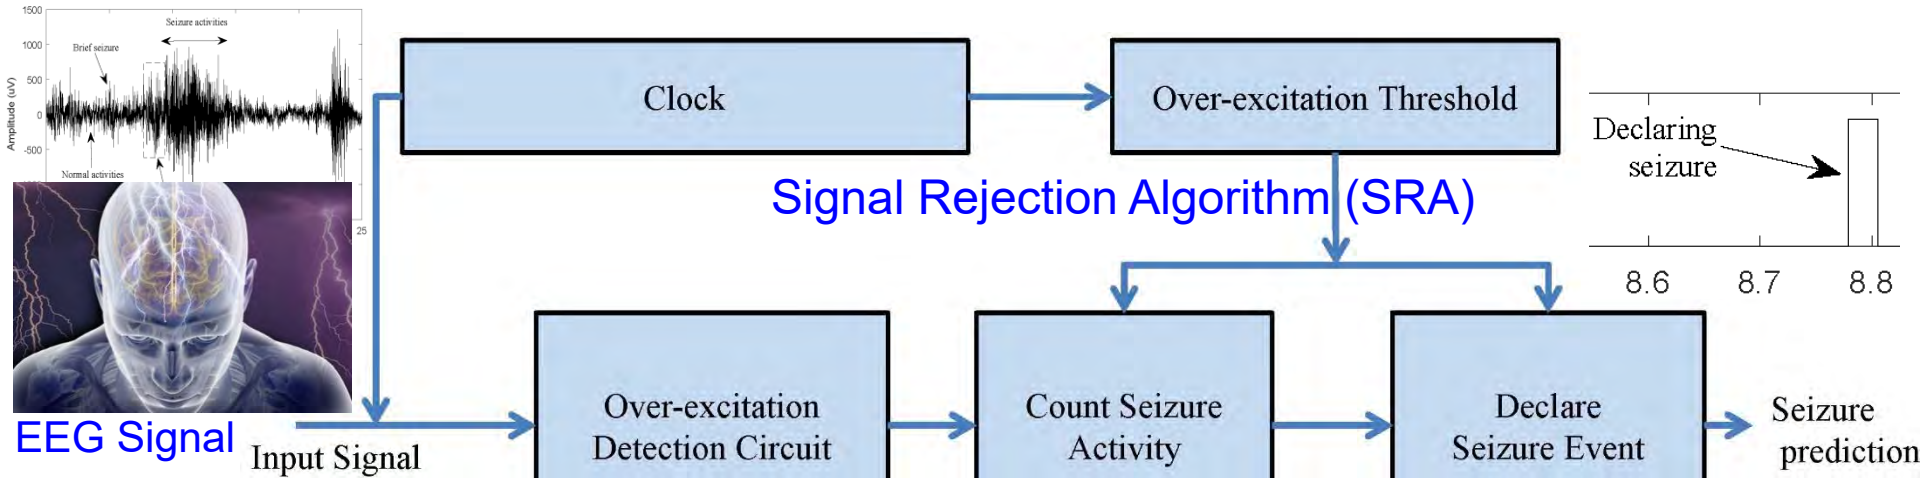 1500
1000
500
0
-500
Amplitude (uV)
Seizure activities
Brief seizure
Normal activities
25
Clock
Over-excitation Threshold
Declaring
seizure
8.6 8.7 8.8
Signal Rejection Algorithm (SRA)
EEG Signal
Input Signal
Over-excitation
Detection Circuit
Count Seizure
Activity
Declare
Seizure Event
Seizure
prediction